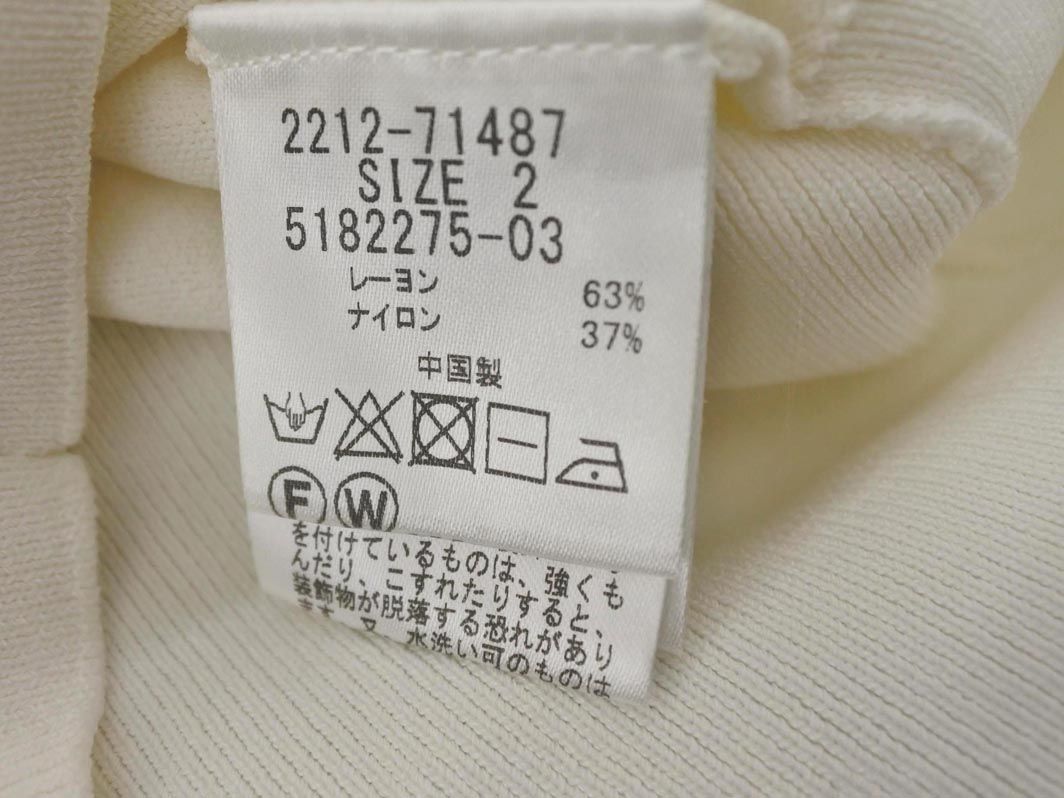 2212-71487
SIZE 2
5182275-03
レーヨン 63%
ナイロン 37%
中国製
F W
を付けているものは、強くも
んだり、こすれたりすると、
装飾物が脱落する恐れがあり
ます 又 水洗い可のものは